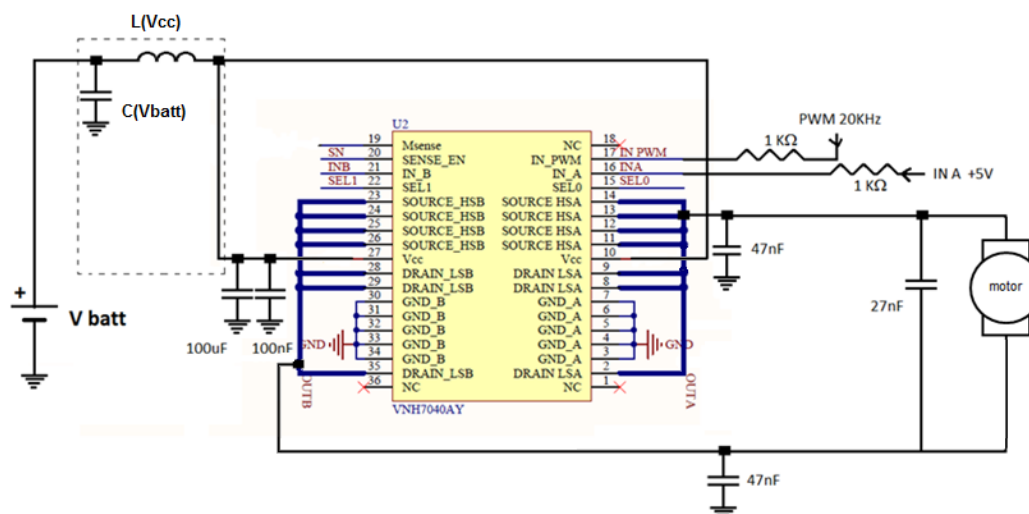 L(Vcc)
C(Vbatt)
V batt
+
100uF
100nF
U2
19 Msense
SN 20 SENSE_EN
INB 21 IN_B
SEL1 22 SEL1
23 SOURCE_HSB
24 SOURCE_HSB
25 SOURCE_HSB
26 SOURCE_HSB
27 Vcc
28 DRAIN_LSB
29 DRAIN_LSB
30 GND_B
31 GND_B
32 GND_B
GND 33 GND_B
34 GND_B
35 DRAIN_LSB
36 NC
OUTB
NC 18
IN_PWM 17 IN PWM
IN_A 16 INA
SEL0 15 SEL0
SOURCE HSA 14
SOURCE HSA 13
SOURCE HSA 12
SOURCE HSA 11
Vcc 10
DRAIN LSA 9
DRAIN LSA 8
GND_A 7
GND_A 6
GND_A 5
GND_A 4 GND
GND_A 3
DRAIN LSA 2
NC 1
OUTA
VNH7040AY
PWM 20KHz
1 KΩ
1 KΩ
IN A +5V
47nF
27nF
motor
47nF